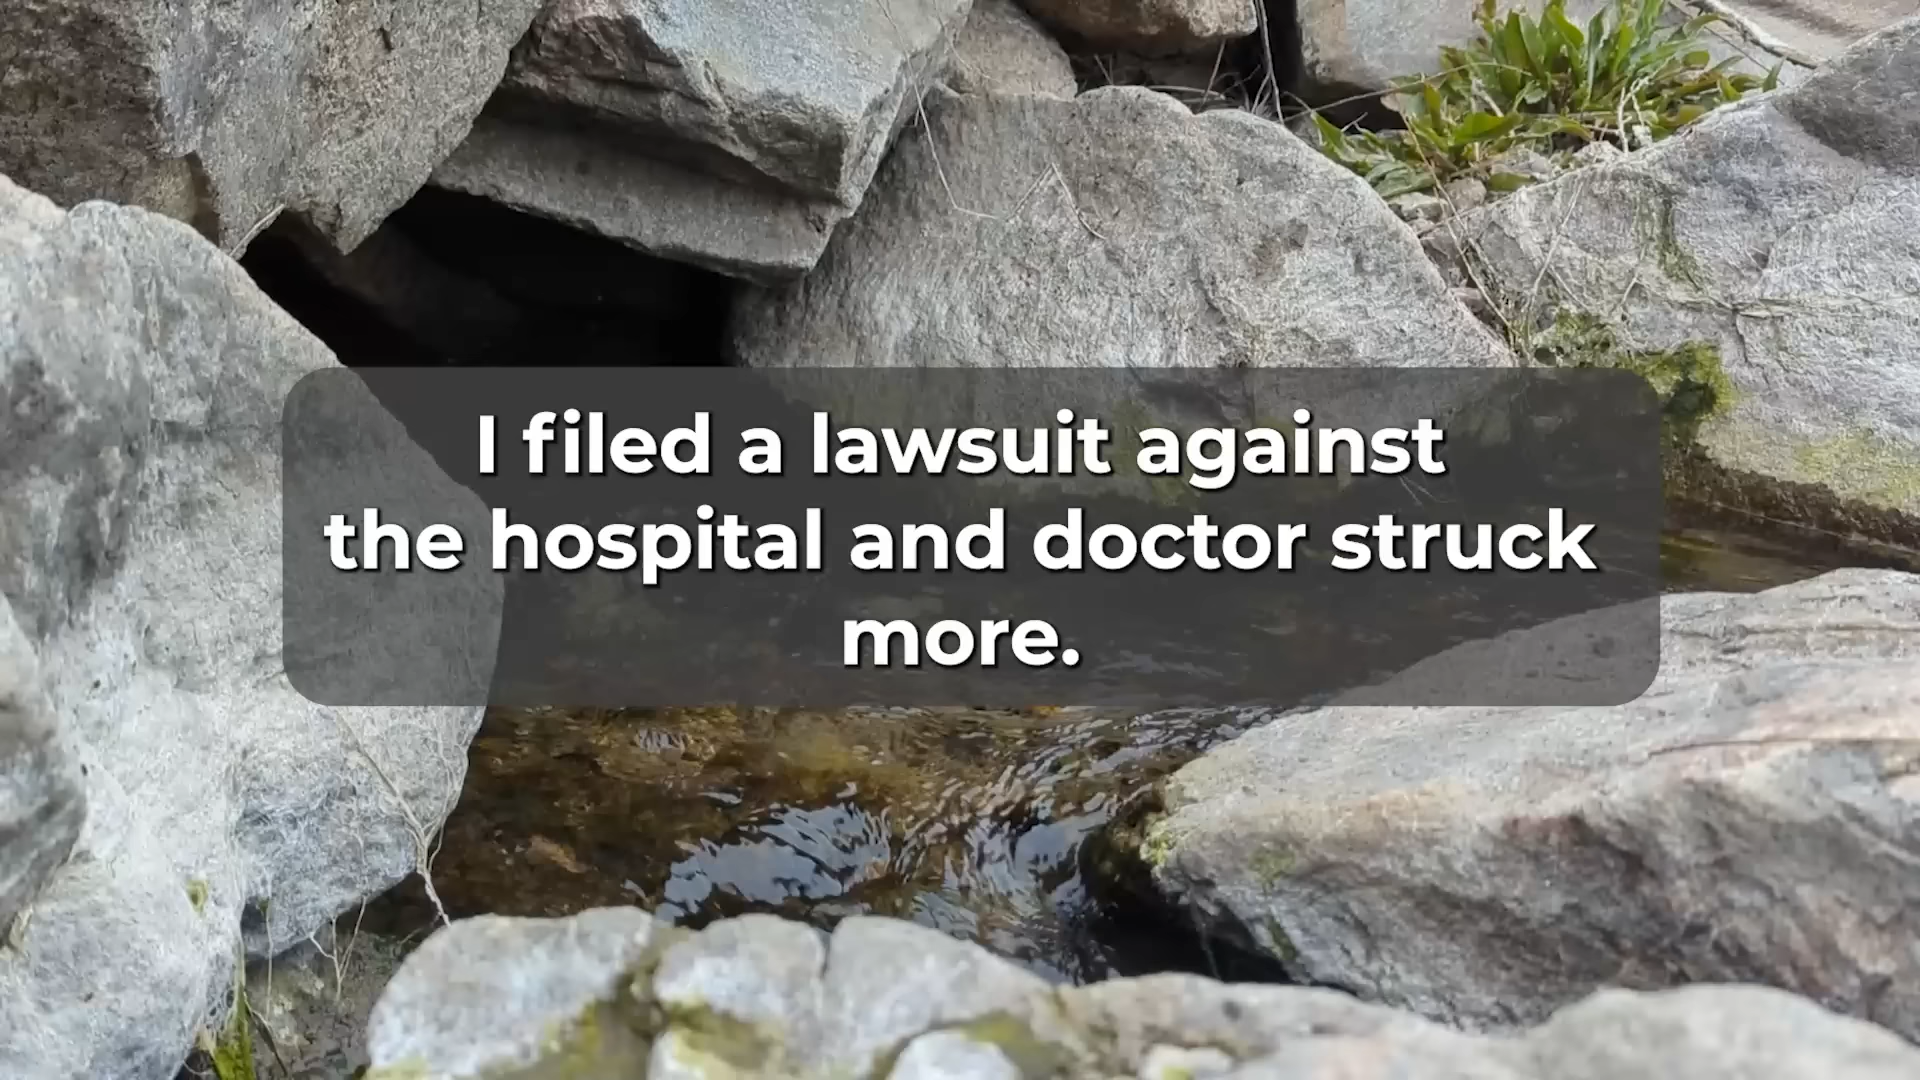 I filed a lawsuit against
the hospital and doctor struck
more.